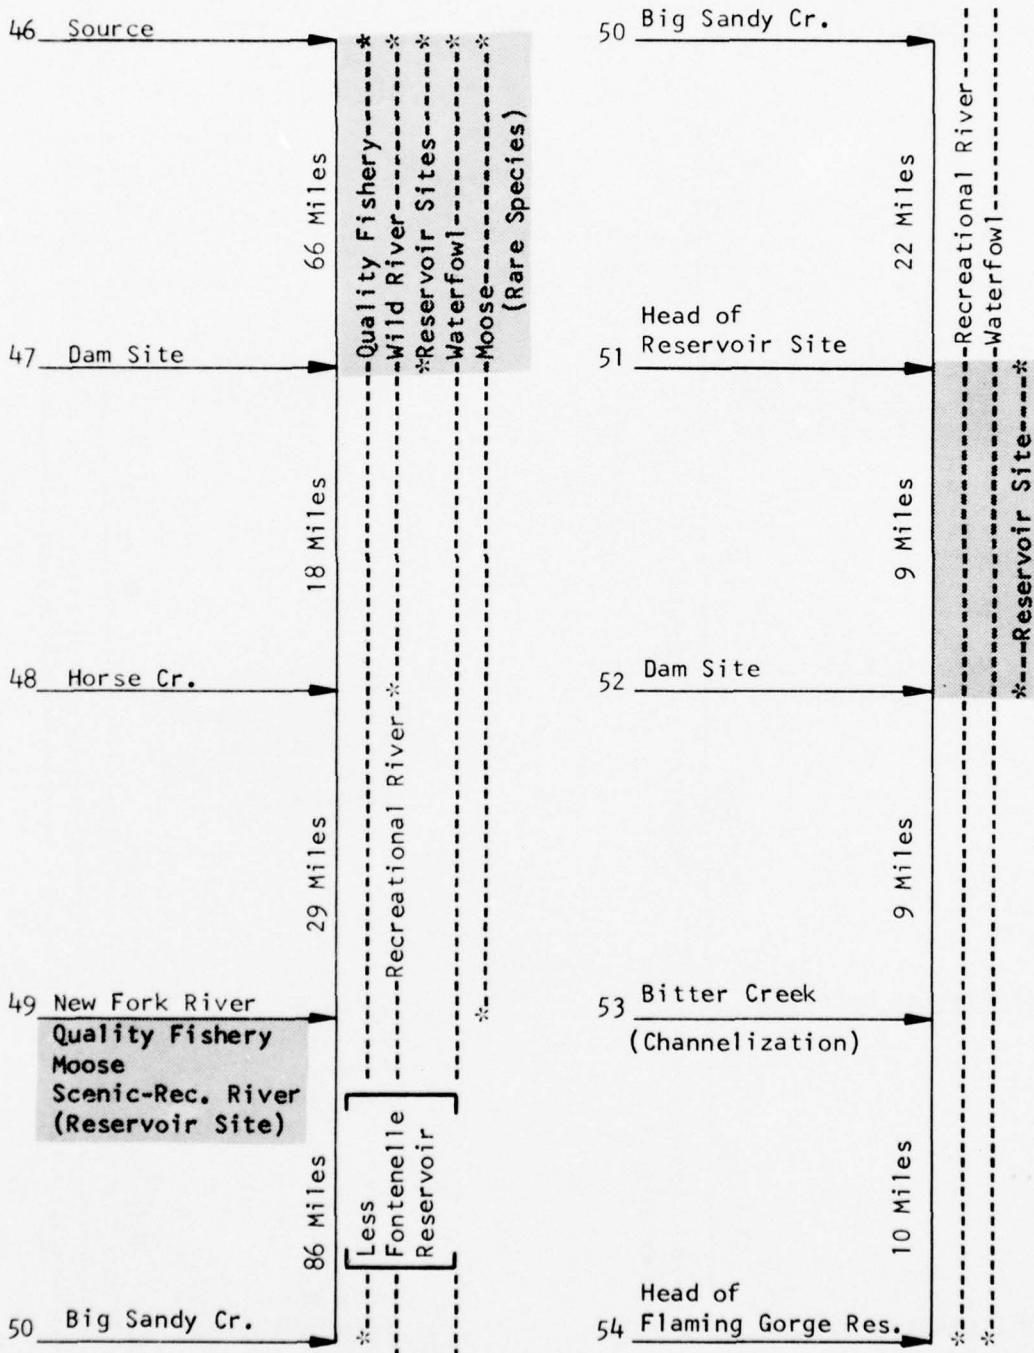 46 Source
66 Miles
*Quality Fishery*
Wild River*
*Reservoir Sites*
Waterfowl*
Moose*
(Rare Species)
47 Dam Site
18 Miles
48 Horse Cr.
29 Miles
Recreational River*
49 New Fork River
Quality Fishery
Moose
Scenic-Rec. River
(Reservoir Site)
86 Miles
Less
Fontenelle
Reservoir
50 Big Sandy Cr.
50 Big Sandy Cr.
22 Miles
Recreational River
Waterfowl
Head of
51 Reservoir Site
9 Miles
*Reservoir Site*
52 Dam Site
9 Miles
53 Bitter Creek
(Channelization)
10 Miles
Head of
54 Flaming Gorge Res.